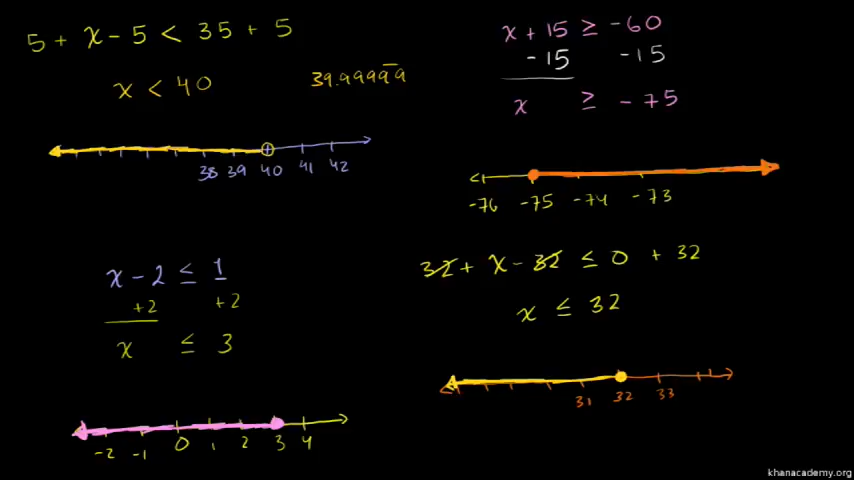 5 + x - 5 < 35 + 5
x < 40
39.99999̅
38 39 40 41 42
x + 15 ≥ -60
-15 -15
x ≥ -75
-76 -75 -74 -73
x - 2 ≤ 1
+2 +2
x ≤ 3
-2 -1 0 1 2 3 4
32 + x - 32 ≤ 0 + 32
x ≤ 32
31 32 33
khanacademy.org